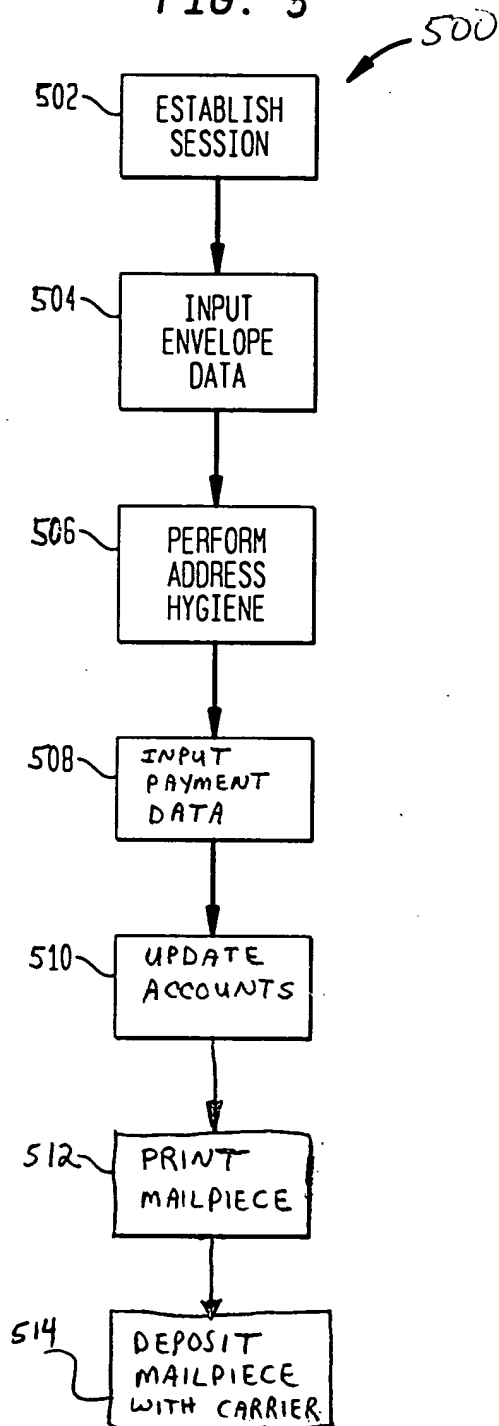 FIG. 5
500
502
ESTABLISH
SESSION
504
INPUT
ENVELOPE
DATA
506
PERFORM
ADDRESS
HYGIENE
508
INPUT
PAYMENT
DATA
510
UPDATE
ACCOUNTS
512
PRINT
MAILPIECE
514
DEPOSIT
MAILPIECE
WITH CARRIER